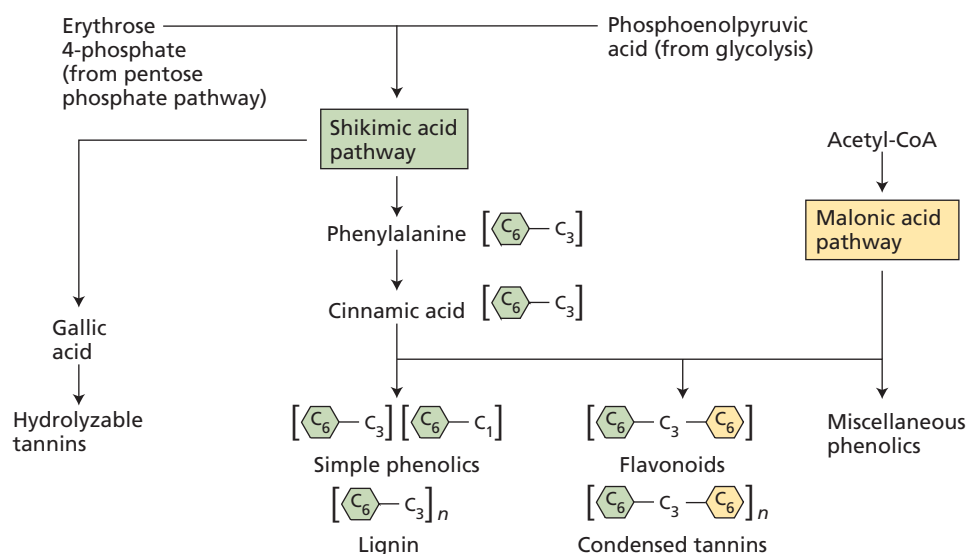 Erythrose
4-phosphate
(from pentose
phosphate pathway)
Phosphoenolpyruvic
acid (from glycolysis)
Shikimic acid
pathway
Acetyl-CoA
Malonic acid
pathway
Phenylalanine [C6 — C3]
Cinnamic acid [C6 — C3]
Gallic
acid
Hydrolyzable
tannins
[C6 — C3] [C6 — C1]
Simple phenolics
[C6 — C3]n
Lignin
[C6 — C3 — C6]
Flavonoids
[C6 — C3 — C6]n
Condensed tannins
Miscellaneous
phenolics